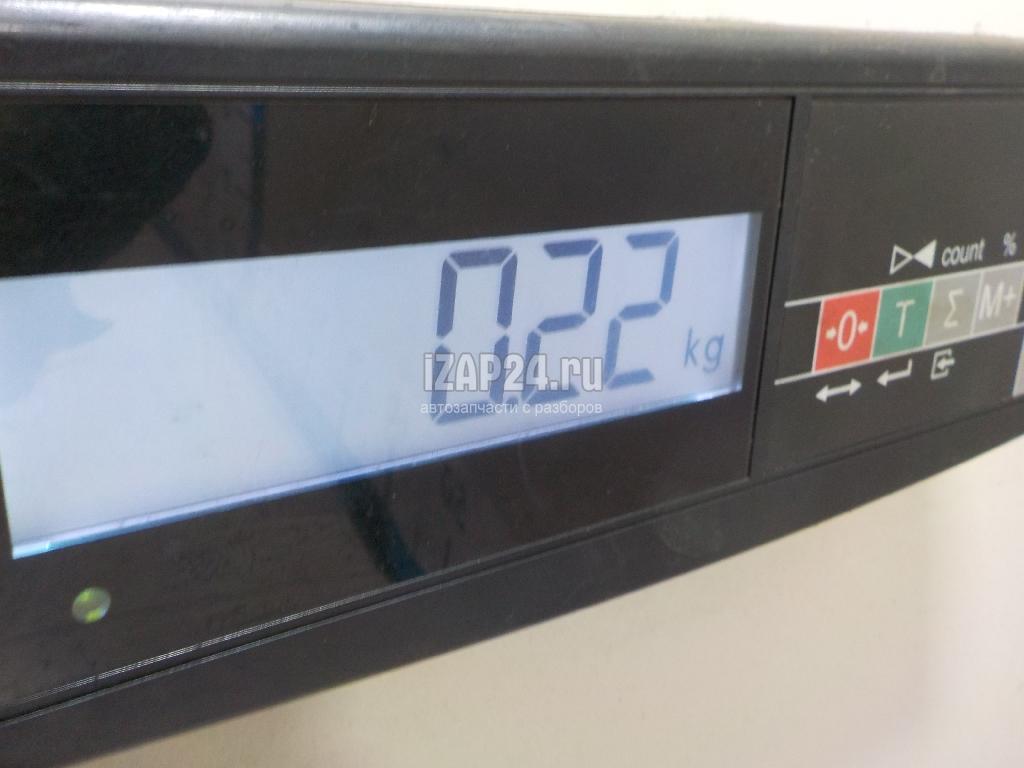 0.22 kg
iZAP24.ru
автозапчасти с разборов
count %
0 T Σ M+